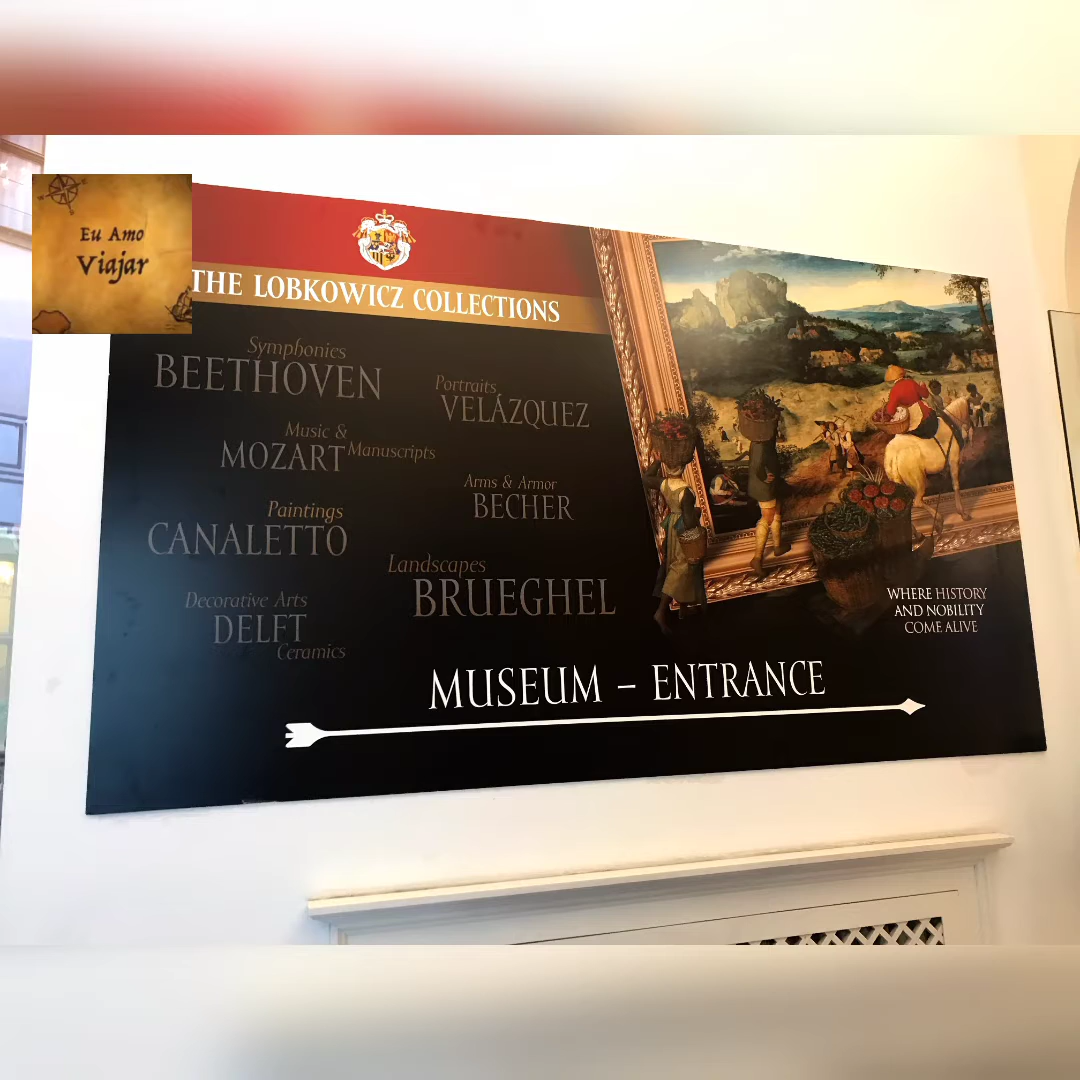 Eu Amo
Viajar
THE LOBKOWICZ COLLECTIONS
Symphonies
BEETHOVEN
Music &
MOZART Manuscripts
Paintings
CANALETTO
Decorative Arts
DELFT
Ceramics
Portraits
VELÁZQUEZ
Arms & Armor
BECHER
Landscapes
BRUEGHEL
WHERE HISTORY
AND NOBILITY
COME ALIVE
MUSEUM – ENTRANCE